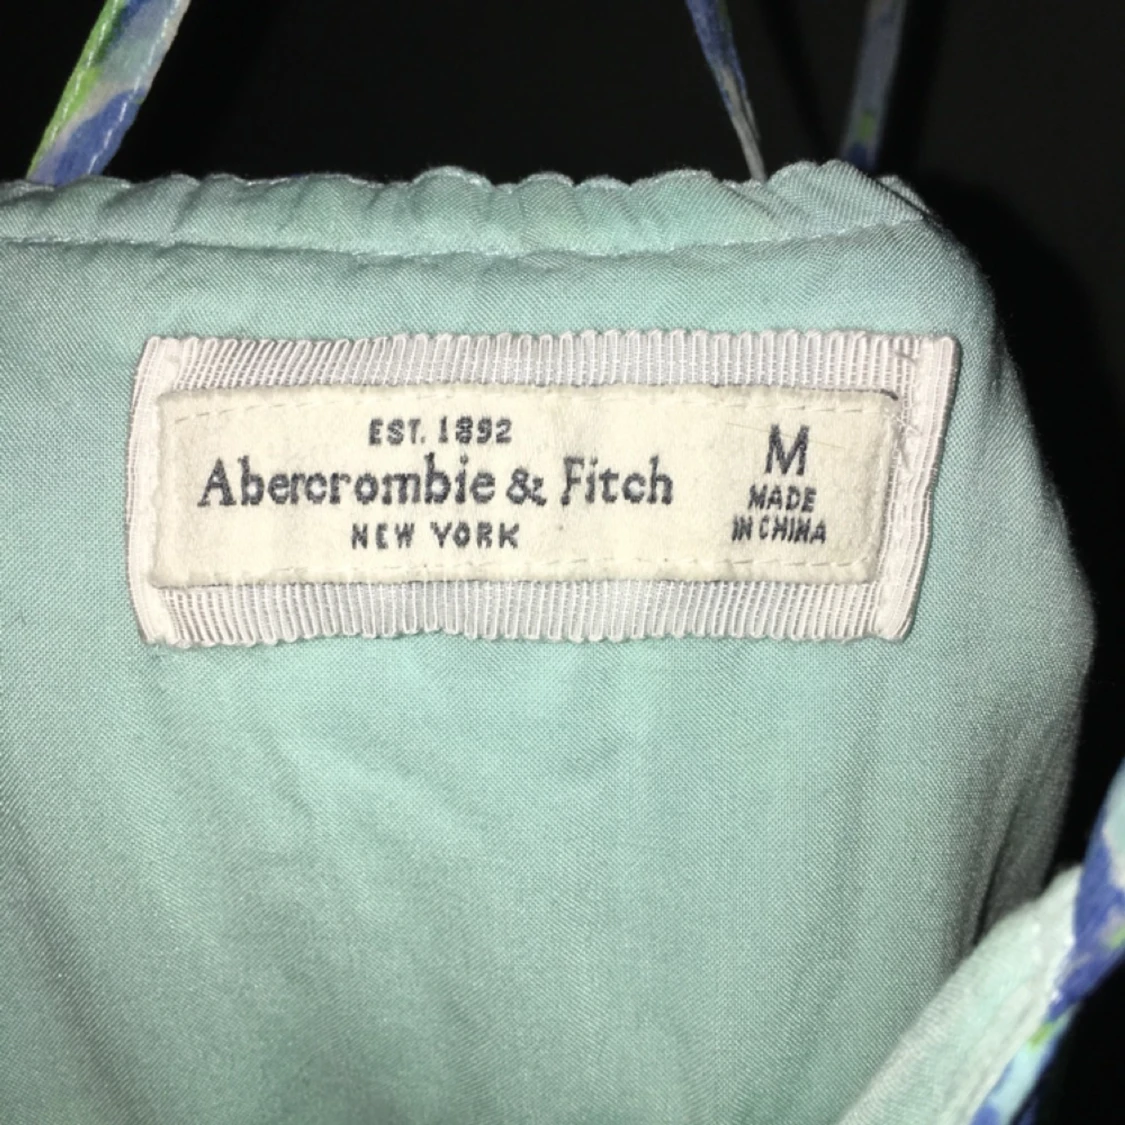 EST. 1892
Abercrombie & Fitch
NEW YORK
M
MADE
IN CHINA